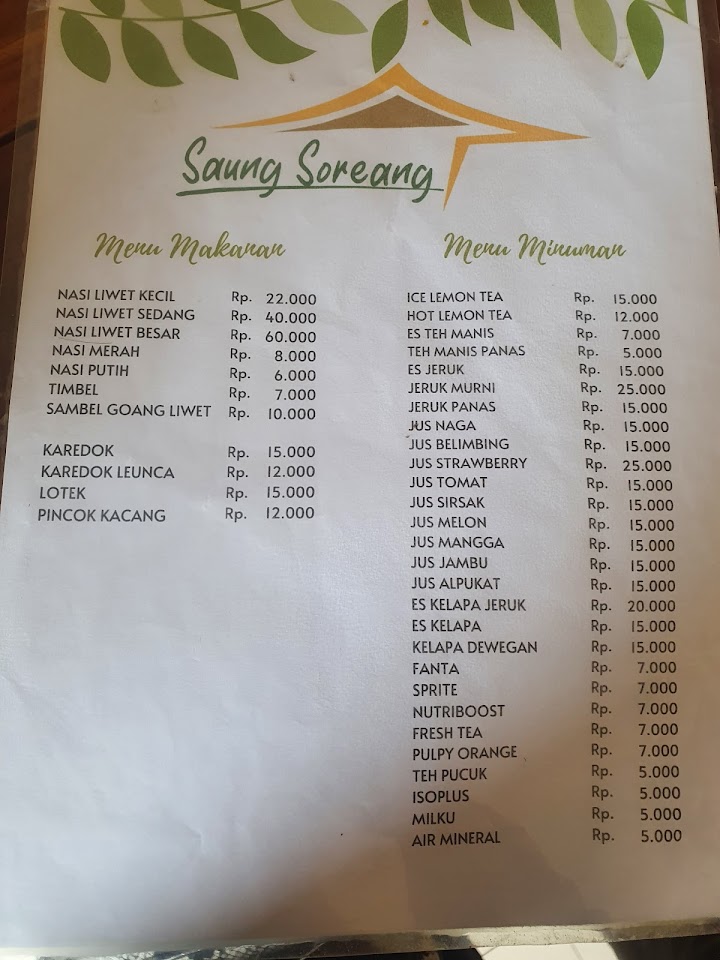 Saung Soreang
Menu Makanan
NASI LIWET KECIL Rp. 22.000
NASI LIWET SEDANG Rp. 40.000
NASI LIWET BESAR Rp. 60.000
NASI MERAH Rp. 8.000
NASI PUTIH Rp. 6.000
TIMBEL Rp. 7.000
SAMBEL GOANG LIWET Rp. 10.000
KAREDOK Rp. 15.000
KAREDOK LEUNCA Rp. 12.000
LOTEK Rp. 15.000
PINCOK KACANG Rp. 12.000
Menu Minuman
ICE LEMON TEA Rp. 15.000
HOT LEMON TEA Rp. 12.000
ES TEH MANIS Rp. 7.000
TEH MANIS PANAS Rp. 5.000
ES JERUK Rp. 15.000
JERUK MURNI Rp. 25.000
JERUK PANAS Rp. 15.000
JUS NAGA Rp. 15.000
JUS BELIMBING Rp. 15.000
JUS STRAWBERRY Rp. 25.000
JUS TOMAT Rp. 15.000
JUS SIRSAK Rp. 15.000
JUS MELON Rp. 15.000
JUS MANGGA Rp. 15.000
JUS JAMBU Rp. 15.000
JUS ALPUKAT Rp. 15.000
ES KELAPA JERUK Rp. 20.000
ES KELAPA Rp. 15.000
KELAPA DEWEGAN Rp. 15.000
FANTA Rp. 7.000
SPRITE Rp. 7.000
NUTRIBOOST Rp. 7.000
FRESH TEA Rp. 7.000
PULPY ORANGE Rp. 7.000
TEH PUCUK Rp. 5.000
ISOPLUS Rp. 5.000
MILKU Rp. 5.000
AIR MINERAL Rp. 5.000